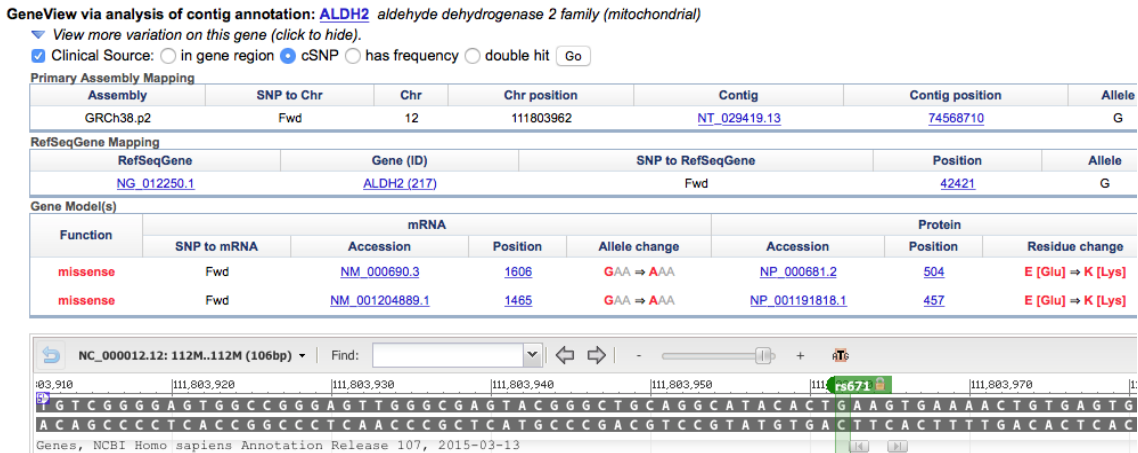 GeneView via analysis of contig annotation: ALDH2 aldehyde dehydrogenase 2 family (mitochondrial)
View more variation on this gene (click to hide).
Clinical Source: in gene region cSNP has frequency double hit Go
Primary Assembly Mapping
Assembly SNP to Chr Chr Chr position Contig Contig position Allele
GRCh38.p2 Fwd 12 111803962 NT_029419.13 74568710 G
RefSeqGene Mapping
RefSeqGene Gene (ID) SNP to RefSeqGene Position Allele
NG_012250.1 ALDH2 (217) Fwd 42421 G
Gene Model(s)
Function mRNA Protein
SNP to mRNA Accession Position Allele change Accession Position Residue change
missense Fwd NM_000690.3 1606 GAA ⇒ AAA NP_000681.2 504 E [Glu] ⇒ K [Lys]
missense Fwd NM_001204889.1 1465 GAA ⇒ AAA NP_001191818.1 457 E [Glu] ⇒ K [Lys]
NC_000012.12: 112M..112M (106bp) Find: - + ATG
03,910 111,803,920 111,803,930 111,803,940 111,803,950 111, rs671 111,803,970
T G T C G G G G A G T G G C C G G G A G T T G G G C G A G T A C G G G C T G C A G G C A T A C A C T G A A G T G A A A A C T G T G A G T G
A C A G C C C C T C A C C G G C C C T C A A C C C G C T C A T G C C C G A C G T C C G T A T G T G A C T T C A C T T T T G A C A C T C A C
Genes, NCBI Homo sapiens Annotation Release 107, 2015-03-13